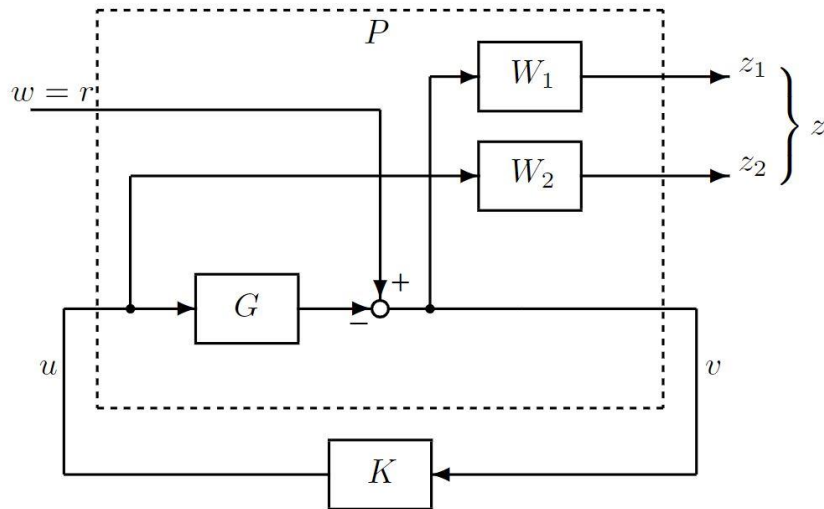 P
W₁
z₁
w = r
z
W₂
z₂
+
G
−
u
v
K